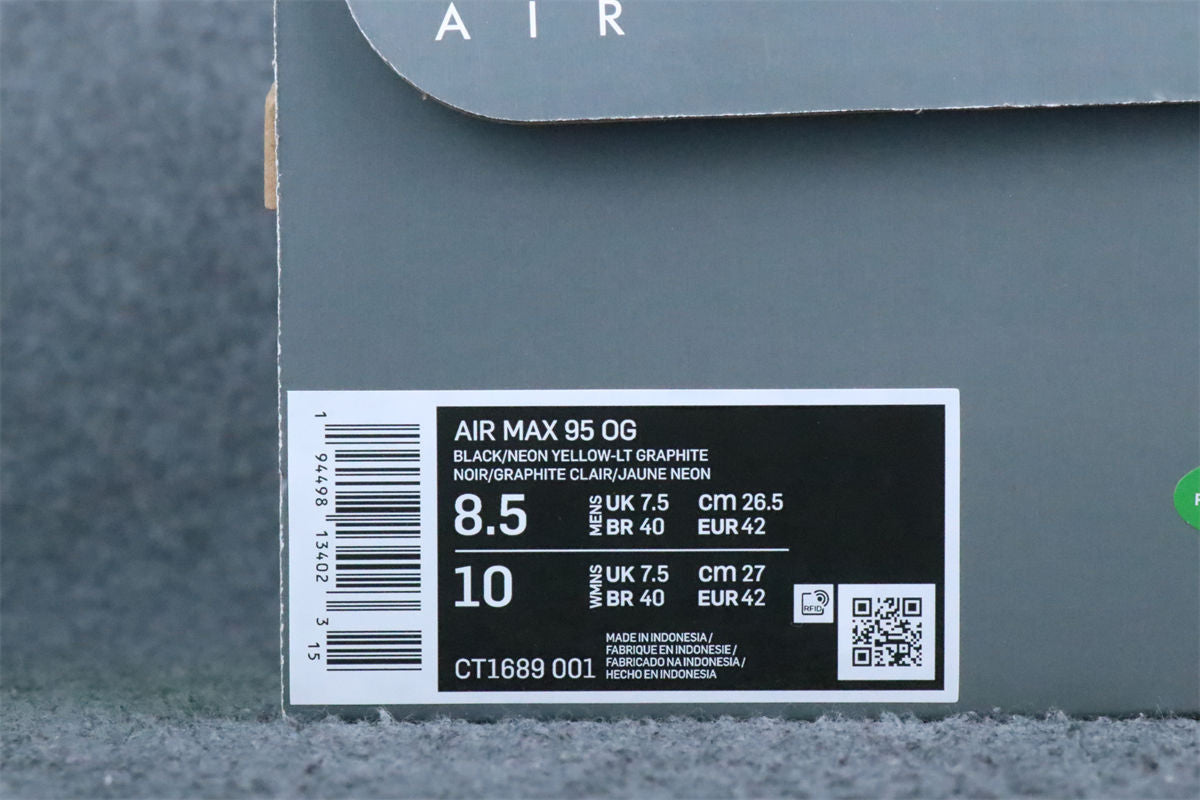 AIR
AIR MAX 95 OG
BLACK/NEON YELLOW-LT GRAPHITE
NOIR/GRAPHITE CLAIR/JAUNE NEON
8.5 MENS UK 7.5 CM 26.5
BR 40 EUR 42
10 WMNS UK 7.5 CM 27
BR 40 EUR 42
RFID
CT1689 001
MADE IN INDONESIA /
FABRIQUE EN INDONESIE /
FABRICADO NA INDONESIA /
HECHO EN INDONESIA
1 94498 13402 3 15